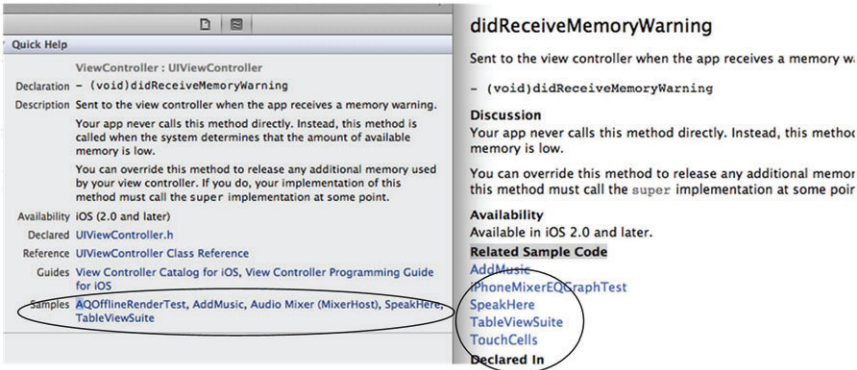 Quick Help
ViewController : UIViewController
Declaration - (void)didReceiveMemoryWarning
Description Sent to the view controller when the app receives a memory warning.
Your app never calls this method directly. Instead, this method is
called when the system determines that the amount of available
memory is low.
You can override this method to release any additional memory used
by your view controller. If you do, your implementation of this
method must call the super implementation at some point.
Availability iOS (2.0 and later)
Declared UIViewController.h
Reference UIViewController Class Reference
Guides View Controller Catalog for iOS, View Controller Programming Guide
for iOS
Samples AQOfflineRenderTest, AddMusic, Audio Mixer (MixerHost), SpeakHere,
TableViewSuite
didReceiveMemoryWarning
Sent to the view controller when the app receives a memory
- (void)didReceiveMemoryWarning
Discussion
Your app never calls this method directly. Instead, this
memory is low.
You can override this method to release any additional
this method must call the super implementation at some
Availability
Available in iOS 2.0 and later.
Related Sample Code
AddMusic
iPhoneMixerEQGraphTest
SpeakHere
TableViewSuite
TouchCells
Declared In